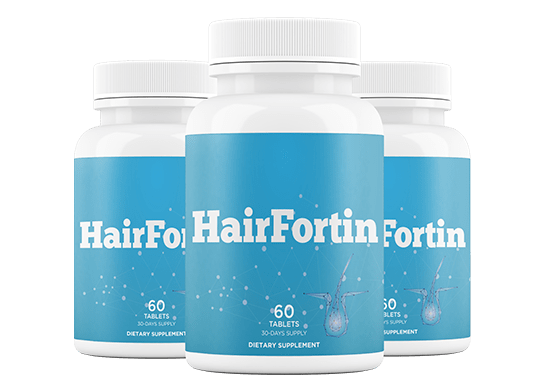 HairFor
60
TABLETS
30-DAYS SUPPLY
DIETARY SUPPLEMENT
HairFortin
60
TABLETS
30-DAYS SUPPLY
DIETARY SUPPLEMENT
Fortin
60
TABLETS
30-DAYS SUPPLY
SUPPLEMENT